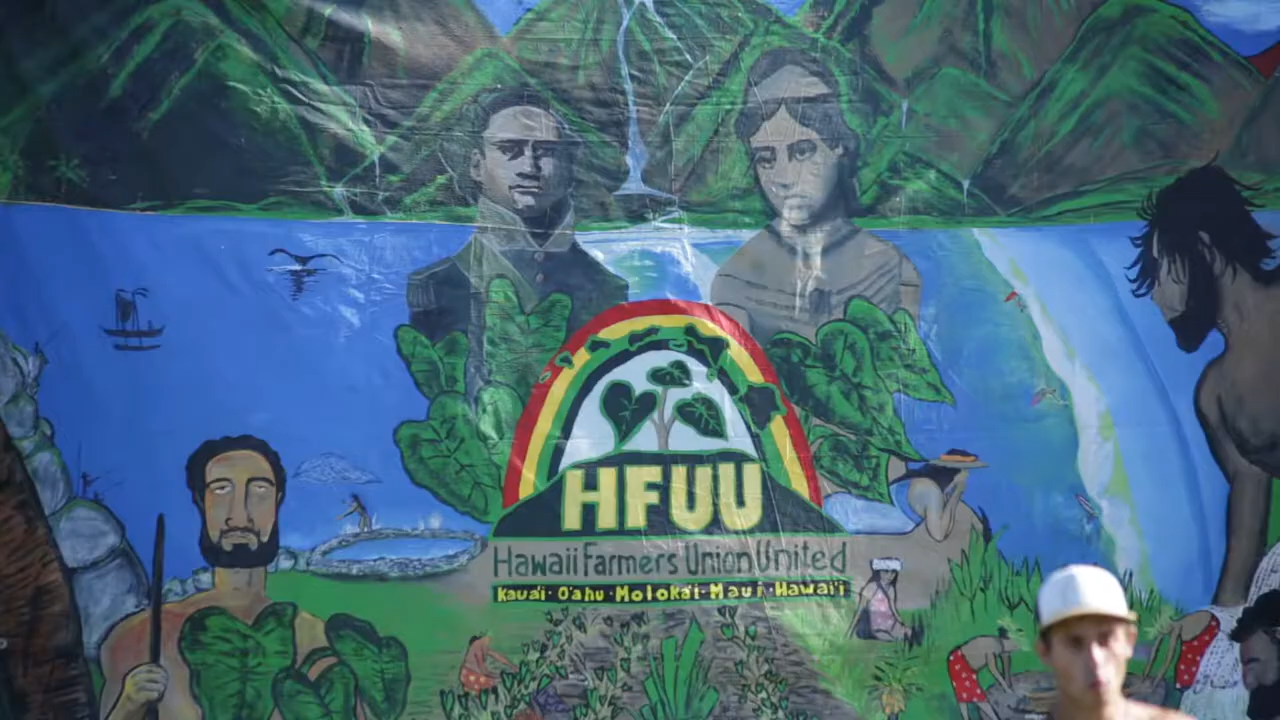 HFUU
Hawaii Farmers Union United
Kaua'i · O'ahu · Moloka'i · Maui · Hawai'i